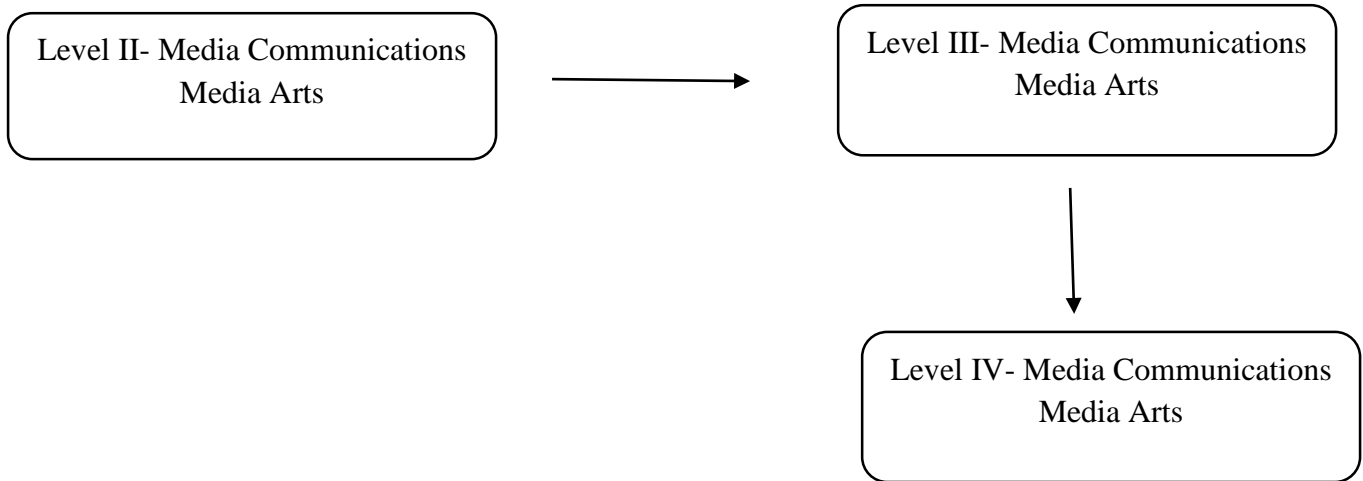 Level II- Media Communications
Media Arts
Level III- Media Communications
Media Arts
Level IV- Media Communications
Media Arts